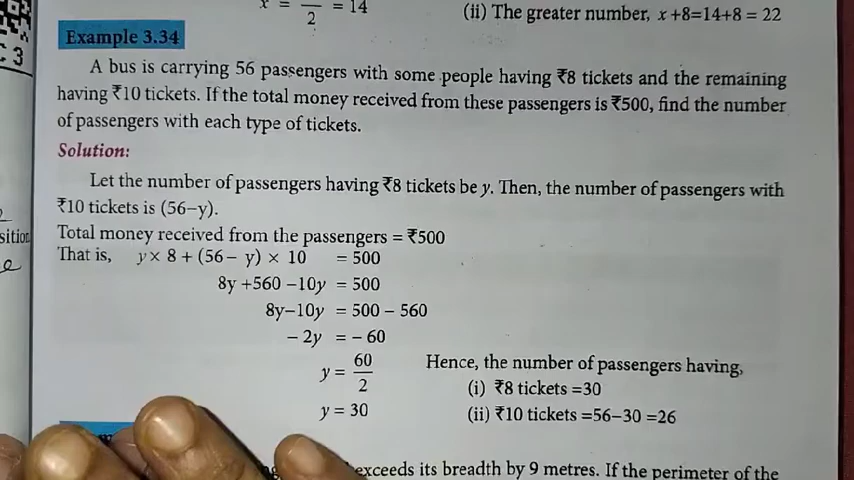 x = — = 14
2
(ii) The greater number, x +8=14+8 = 22
Example 3.34
3
A bus is carrying 56 passengers with some people having ₹8 tickets and the remaining
having ₹10 tickets. If the total money received from these passengers is ₹500, find the number
of passengers with each type of tickets.
Solution:
Let the number of passengers having ₹8 tickets be y. Then, the number of passengers with
₹10 tickets is (56−y).
Total money received from the passengers = ₹500
That is, y× 8 + (56− y) × 10 = 500
8y +560 −10y = 500
8y−10y = 500 − 560
− 2y = − 60
y = 60/2
y = 30
Hence, the number of passengers having,
(i) ₹8 tickets =30
(ii) ₹10 tickets =56−30 =26
exceeds its breadth by 9 metres. If the perimeter of the